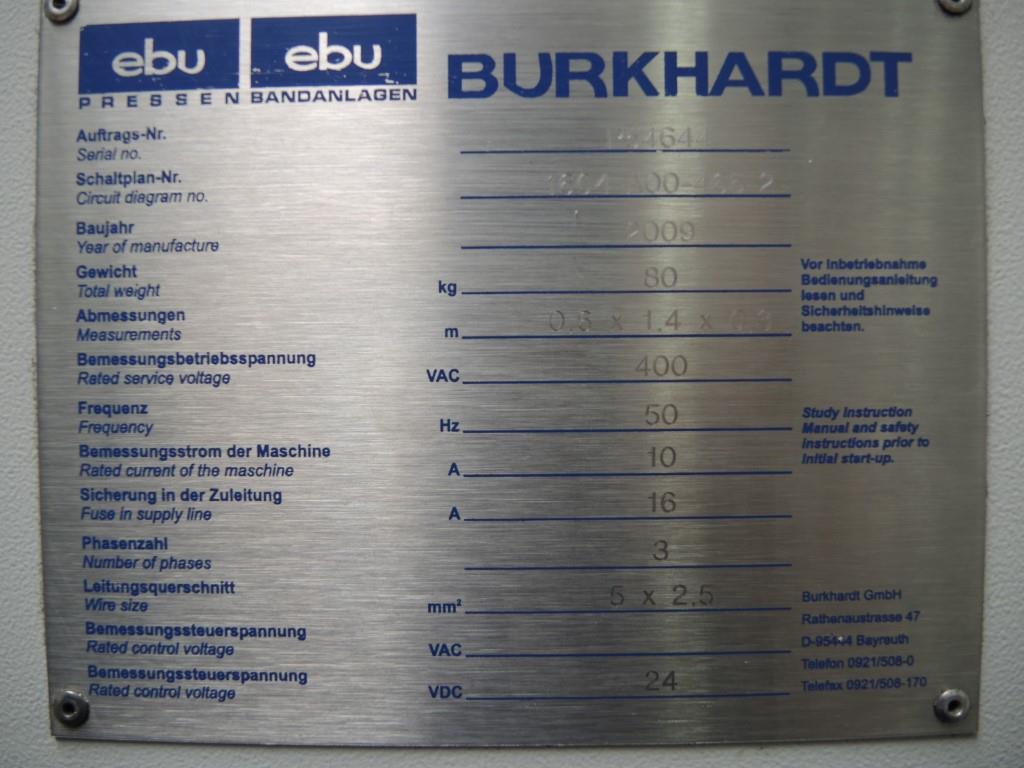 ebu ebu BURKHARDT
PRESSEN BANDANLAGEN
Auftrags-Nr.
Serial no.
Schaltplan-Nr.
Circuit diagram no.
Baujahr
Year of manufacture 2009
Gewicht
Total weight kg 80
Abmessungen
Measurements m 0.6 x 1.4 x
Bemessungsbetriebsspannung
Rated service voltage VAC 400
Frequenz
Frequency Hz 50
Bemessungsstrom der Maschine
Rated current of the maschine A 10
Sicherung in der Zuleitung
Fuse in supply line A 16
Phasenzahl
Number of phases 3
Leitungsquerschnitt
Wire size mm² 5 x 2.5
Bemessungssteuerspannung
Rated control voltage VAC
Bemessungssteuerspannung
Rated control voltage VDC 24
Vor Inbetriebnahme
Bedienungsanleitung
lesen und
Sicherheitshinweise
beachten.
Study Instruction
Manual and safety
instructions prior to
initial start-up.
Burkhardt GmbH
Rathenaustrasse 47
Bayreuth
Telefon 0921/508-0
Telefax 0921/508-170